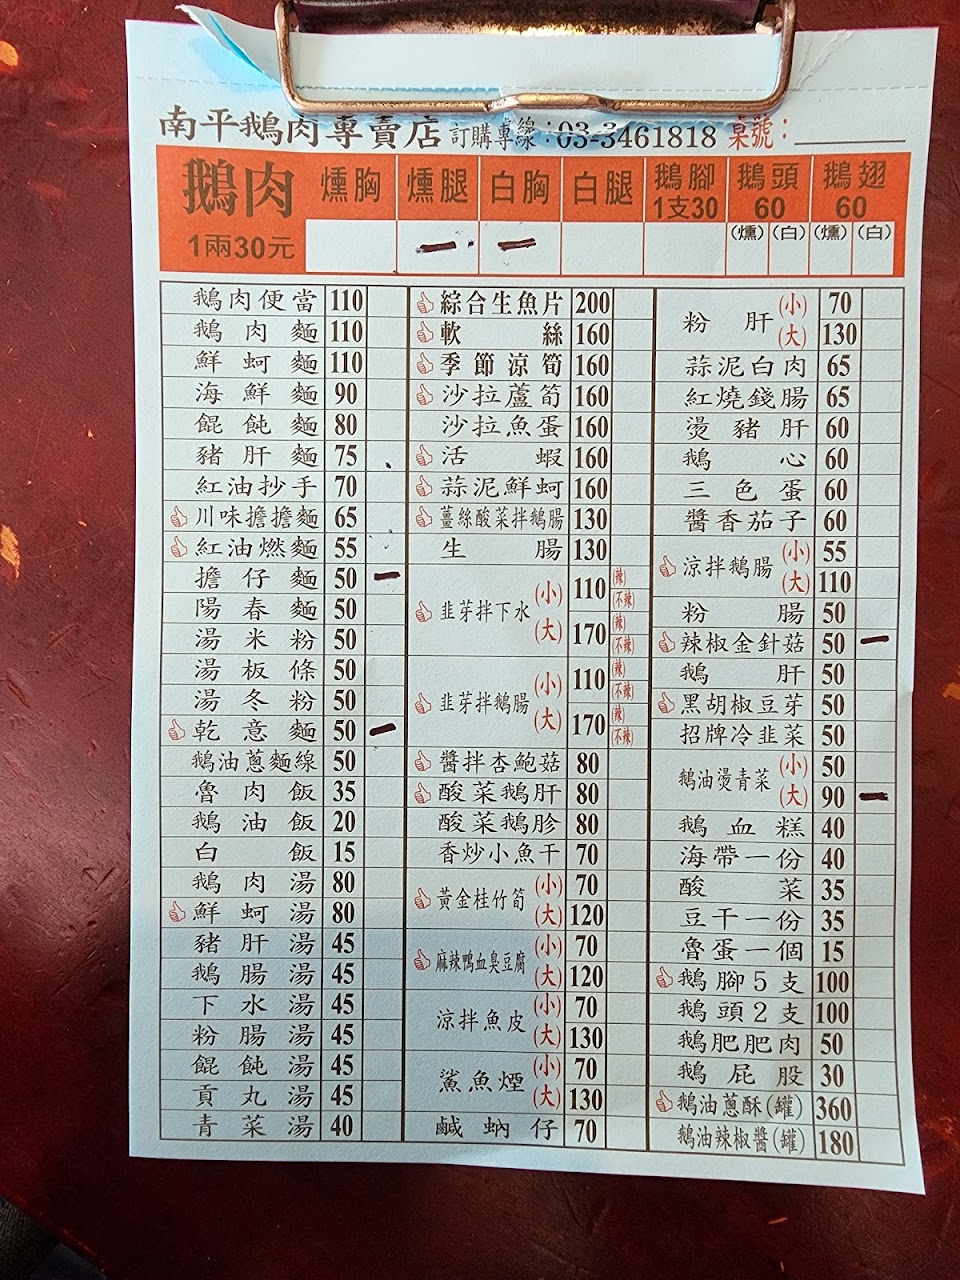 南平鵝肉專賣店 訂購專線：03-3461818 桌號：
鵝肉 燻胸 燻腿 白胸 白腿 鵝腳 鵝頭 鵝翅
1支30 60 60
1兩30元 一 一 (燻) (白) (燻) (白)
鵝肉便當 110
鵝肉麵 110
鮮蚵麵 110
海鮮麵 90
餛飩麵 80
豬肝麵 75
紅油抄手 70
川味擔擔麵 65
紅油燃麵 55
擔仔麵 50 一
陽春麵 50
湯米粉 50
湯板條 50
湯冬粉 50
乾意麵 50 一
鵝油蔥麵線 50
魯肉飯 35
鵝油飯 20
白飯 15
鵝肉湯 80
鮮蚵湯 80
豬肝湯 45
鵝腸湯 45
下水湯 45
粉腸湯 45
餛飩湯 45
貢丸湯 45
青菜湯 40
綜合生魚片 200
軟絲 160
季節涼筍 160
沙拉蘆筍 160
沙拉魚蛋 160
活蝦 160
蒜泥鮮蚵 160
薑絲酸菜拌鵝腸 130
生腸 130
韭芽拌下水 (小) 110 (辣) (不辣)
(大) 170 (辣) (不辣)
韭芽拌鵝腸 (小) 110 (辣) (不辣)
(大) 170 (辣) (不辣)
醬拌杏鮑菇 80
酸菜鵝肝 80
酸菜鵝胗 80
香炒小魚干 70
黃金桂竹筍 (小) 70
(大) 120
麻辣鴨血臭豆腐 (小) 70
(大) 120
涼拌魚皮 (小) 70
(大) 130
鯊魚煙 (小) 70
(大) 130
鹹蚋仔 70
粉肝 (小) 70
(大) 130
蒜泥白肉 65
紅燒錢腸 65
燙豬肝 60
鵝心 60
三色蛋 60
醬香茄子 60
涼拌鵝腸 (小) 55
(大) 110
粉腸 50
辣椒金針菇 50 一
鵝肝 50
黑胡椒豆芽 50
招牌冷韭菜 50
鵝油燙青菜 (小) 50
(大) 90 一
鵝血糕 40
海帶一份 40
酸菜 35
豆干一份 35
魯蛋一個 15
鵝腳5支 100
鵝頭2支 100
鵝肥肥肉 50
鵝屁股 30
鵝油蔥酥(罐) 360
鵝油辣椒醬(罐) 180